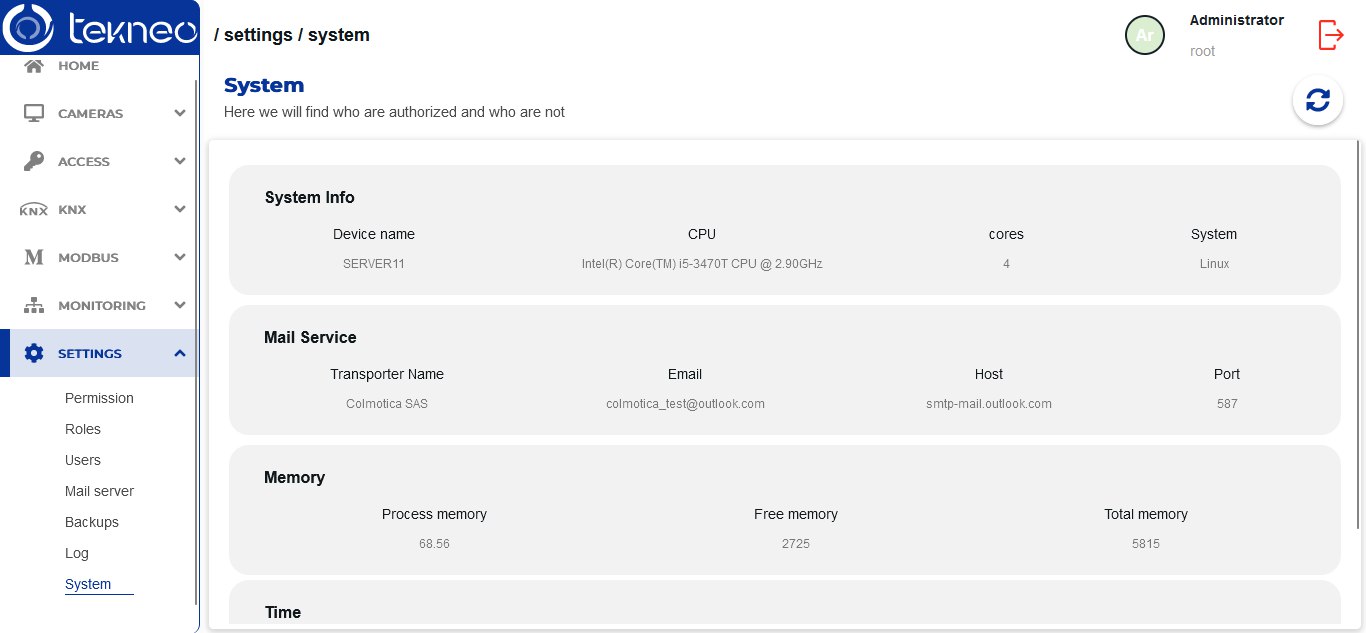 tekneo
/ settings / system
Ar
Administrator
root
HOME
CAMERAS
ACCESS
KNX KNX
M MODBUS
MONITORING
SETTINGS
Permission
Roles
Users
Mail server
Backups
Log
System
System
Here we will find who are authorized and who are not
System Info
Device name CPU cores System
SERVER11 Intel(R) Core(TM) i5-3470T CPU @ 2.90GHz 4 Linux
Mail Service
Transporter Name Email Host Port
Colmotica SAS colmotica_test@outlook.com smtp-mail.outlook.com 587
Memory
Process memory Free memory Total memory
68.56 2725 5815
Time